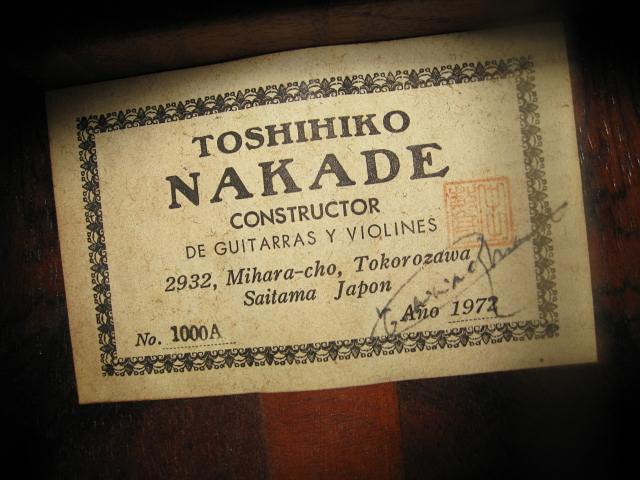 TOSHIHIKO
NAKADE
CONSTRUCTOR
DE GUITARRAS Y VIOLINES
2932, Mihara-cho, Tokorozawa
Saitama Japon
Año 1972
No. 1000A